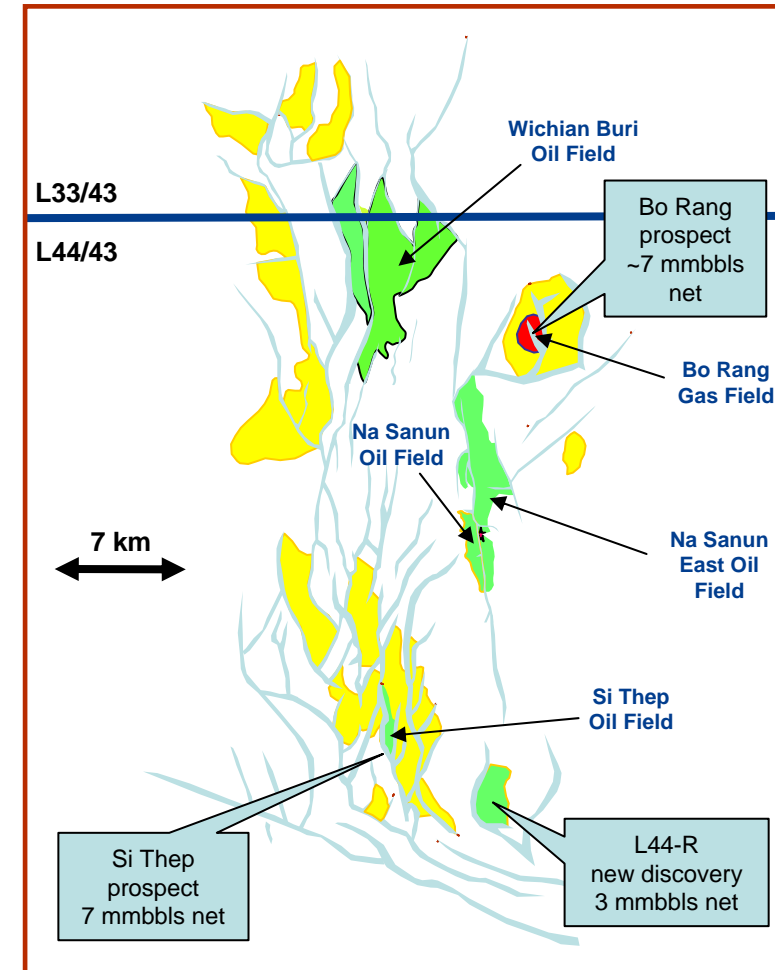 Wichian Buri
Oil Field
L33/43
L44/43
Bo Rang
prospect
~7 mmbbls
net
Bo Rang
Gas Field
Na Sanun
Oil Field
7 km
Na Sanun
East Oil
Field
Si Thep
Oil Field
Si Thep
prospect
7 mmbbls net
L44-R
new discovery
3 mmbbls net